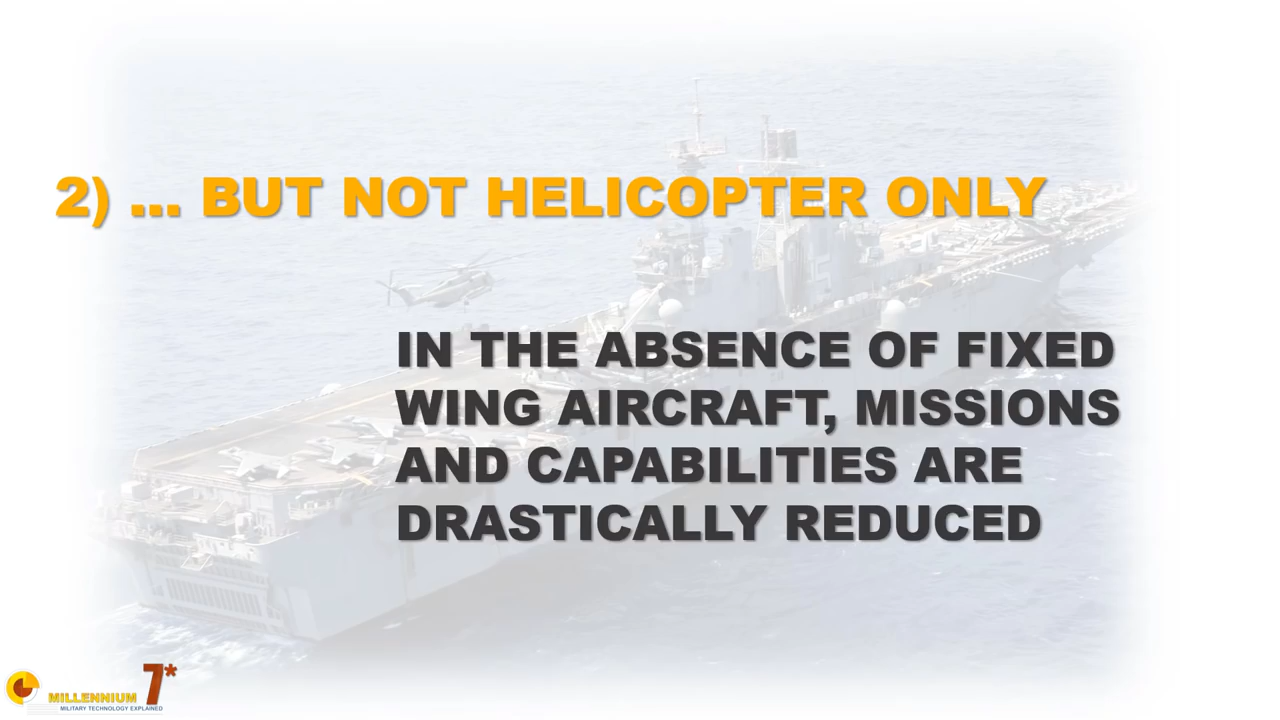 2) ... BUT NOT HELICOPTER ONLY
IN THE ABSENCE OF FIXED
WING AIRCRAFT, MISSIONS
AND CAPABILITIES ARE
DRASTICALLY REDUCED
MILLENNIUM 7*
MILITARY TECHNOLOGY EXPLAINED